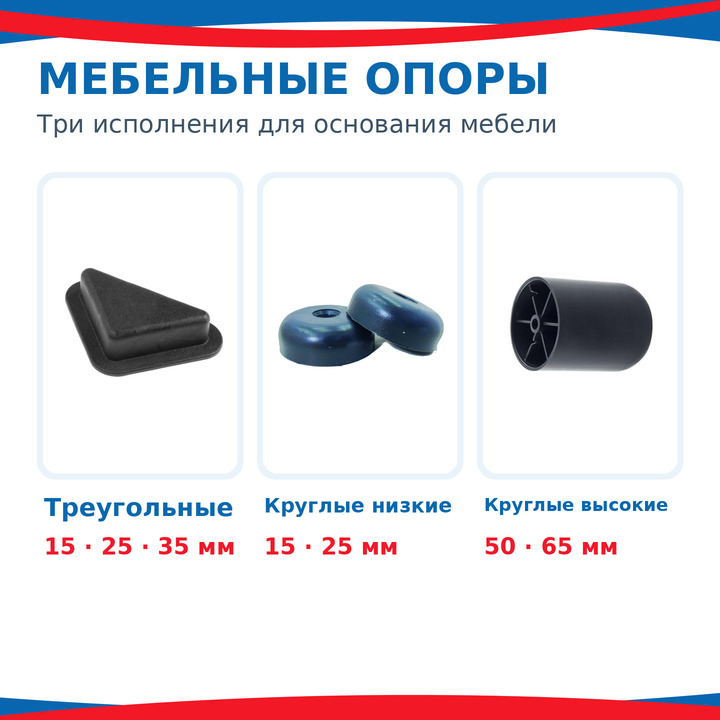 МЕБЕЛЬНЫЕ ОПОРЫ
Три исполнения для основания мебели
Треугольные
15 · 25 · 35 мм
Круглые низкие
15 · 25 мм
Круглые высокие
50 · 65 мм